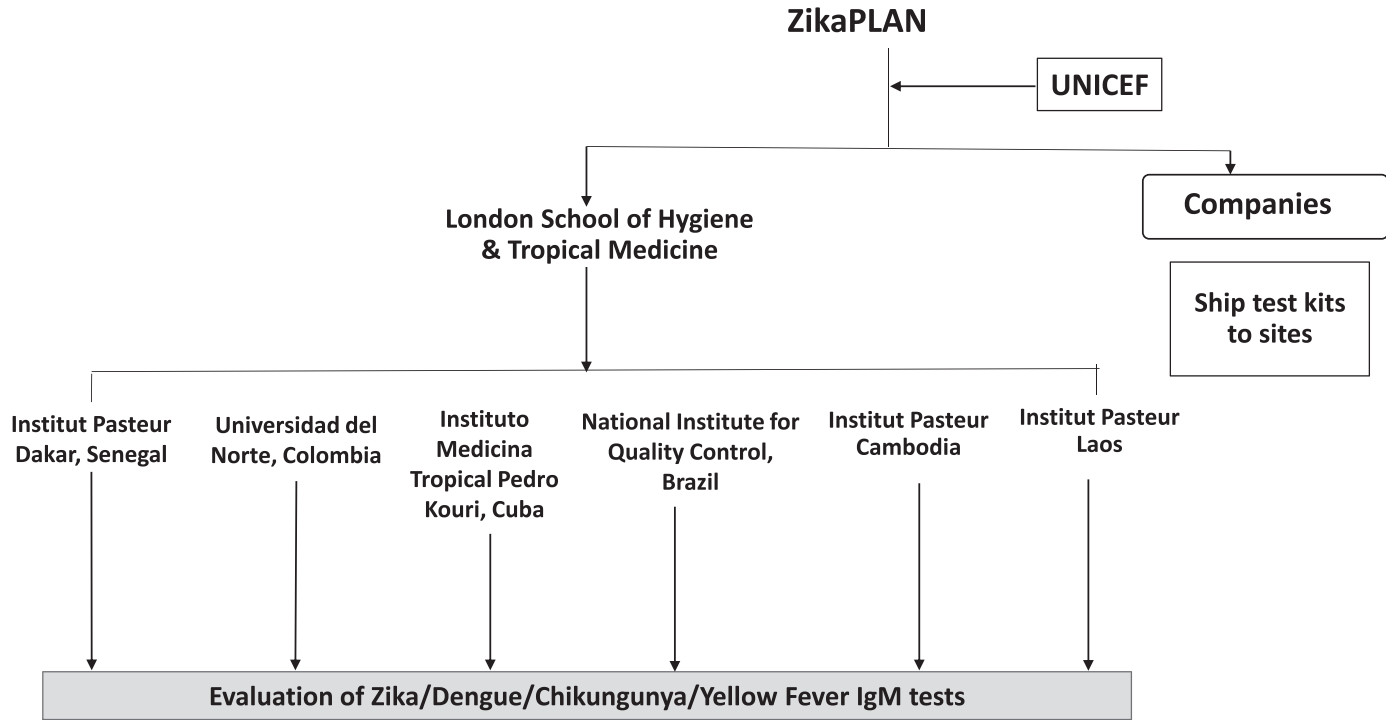 ZikaPLAN
UNICEF
London School of Hygiene
& Tropical Medicine
Companies
Ship test kits
to sites
Institut Pasteur
Dakar, Senegal
Universidad del
Norte, Colombia
Instituto
Medicina
Tropical Pedro
Kouri, Cuba
National Institute for
Quality Control,
Brazil
Institut Pasteur
Cambodia
Institut Pasteur
Laos
Evaluation of Zika/Dengue/Chikungunya/Yellow Fever IgM tests